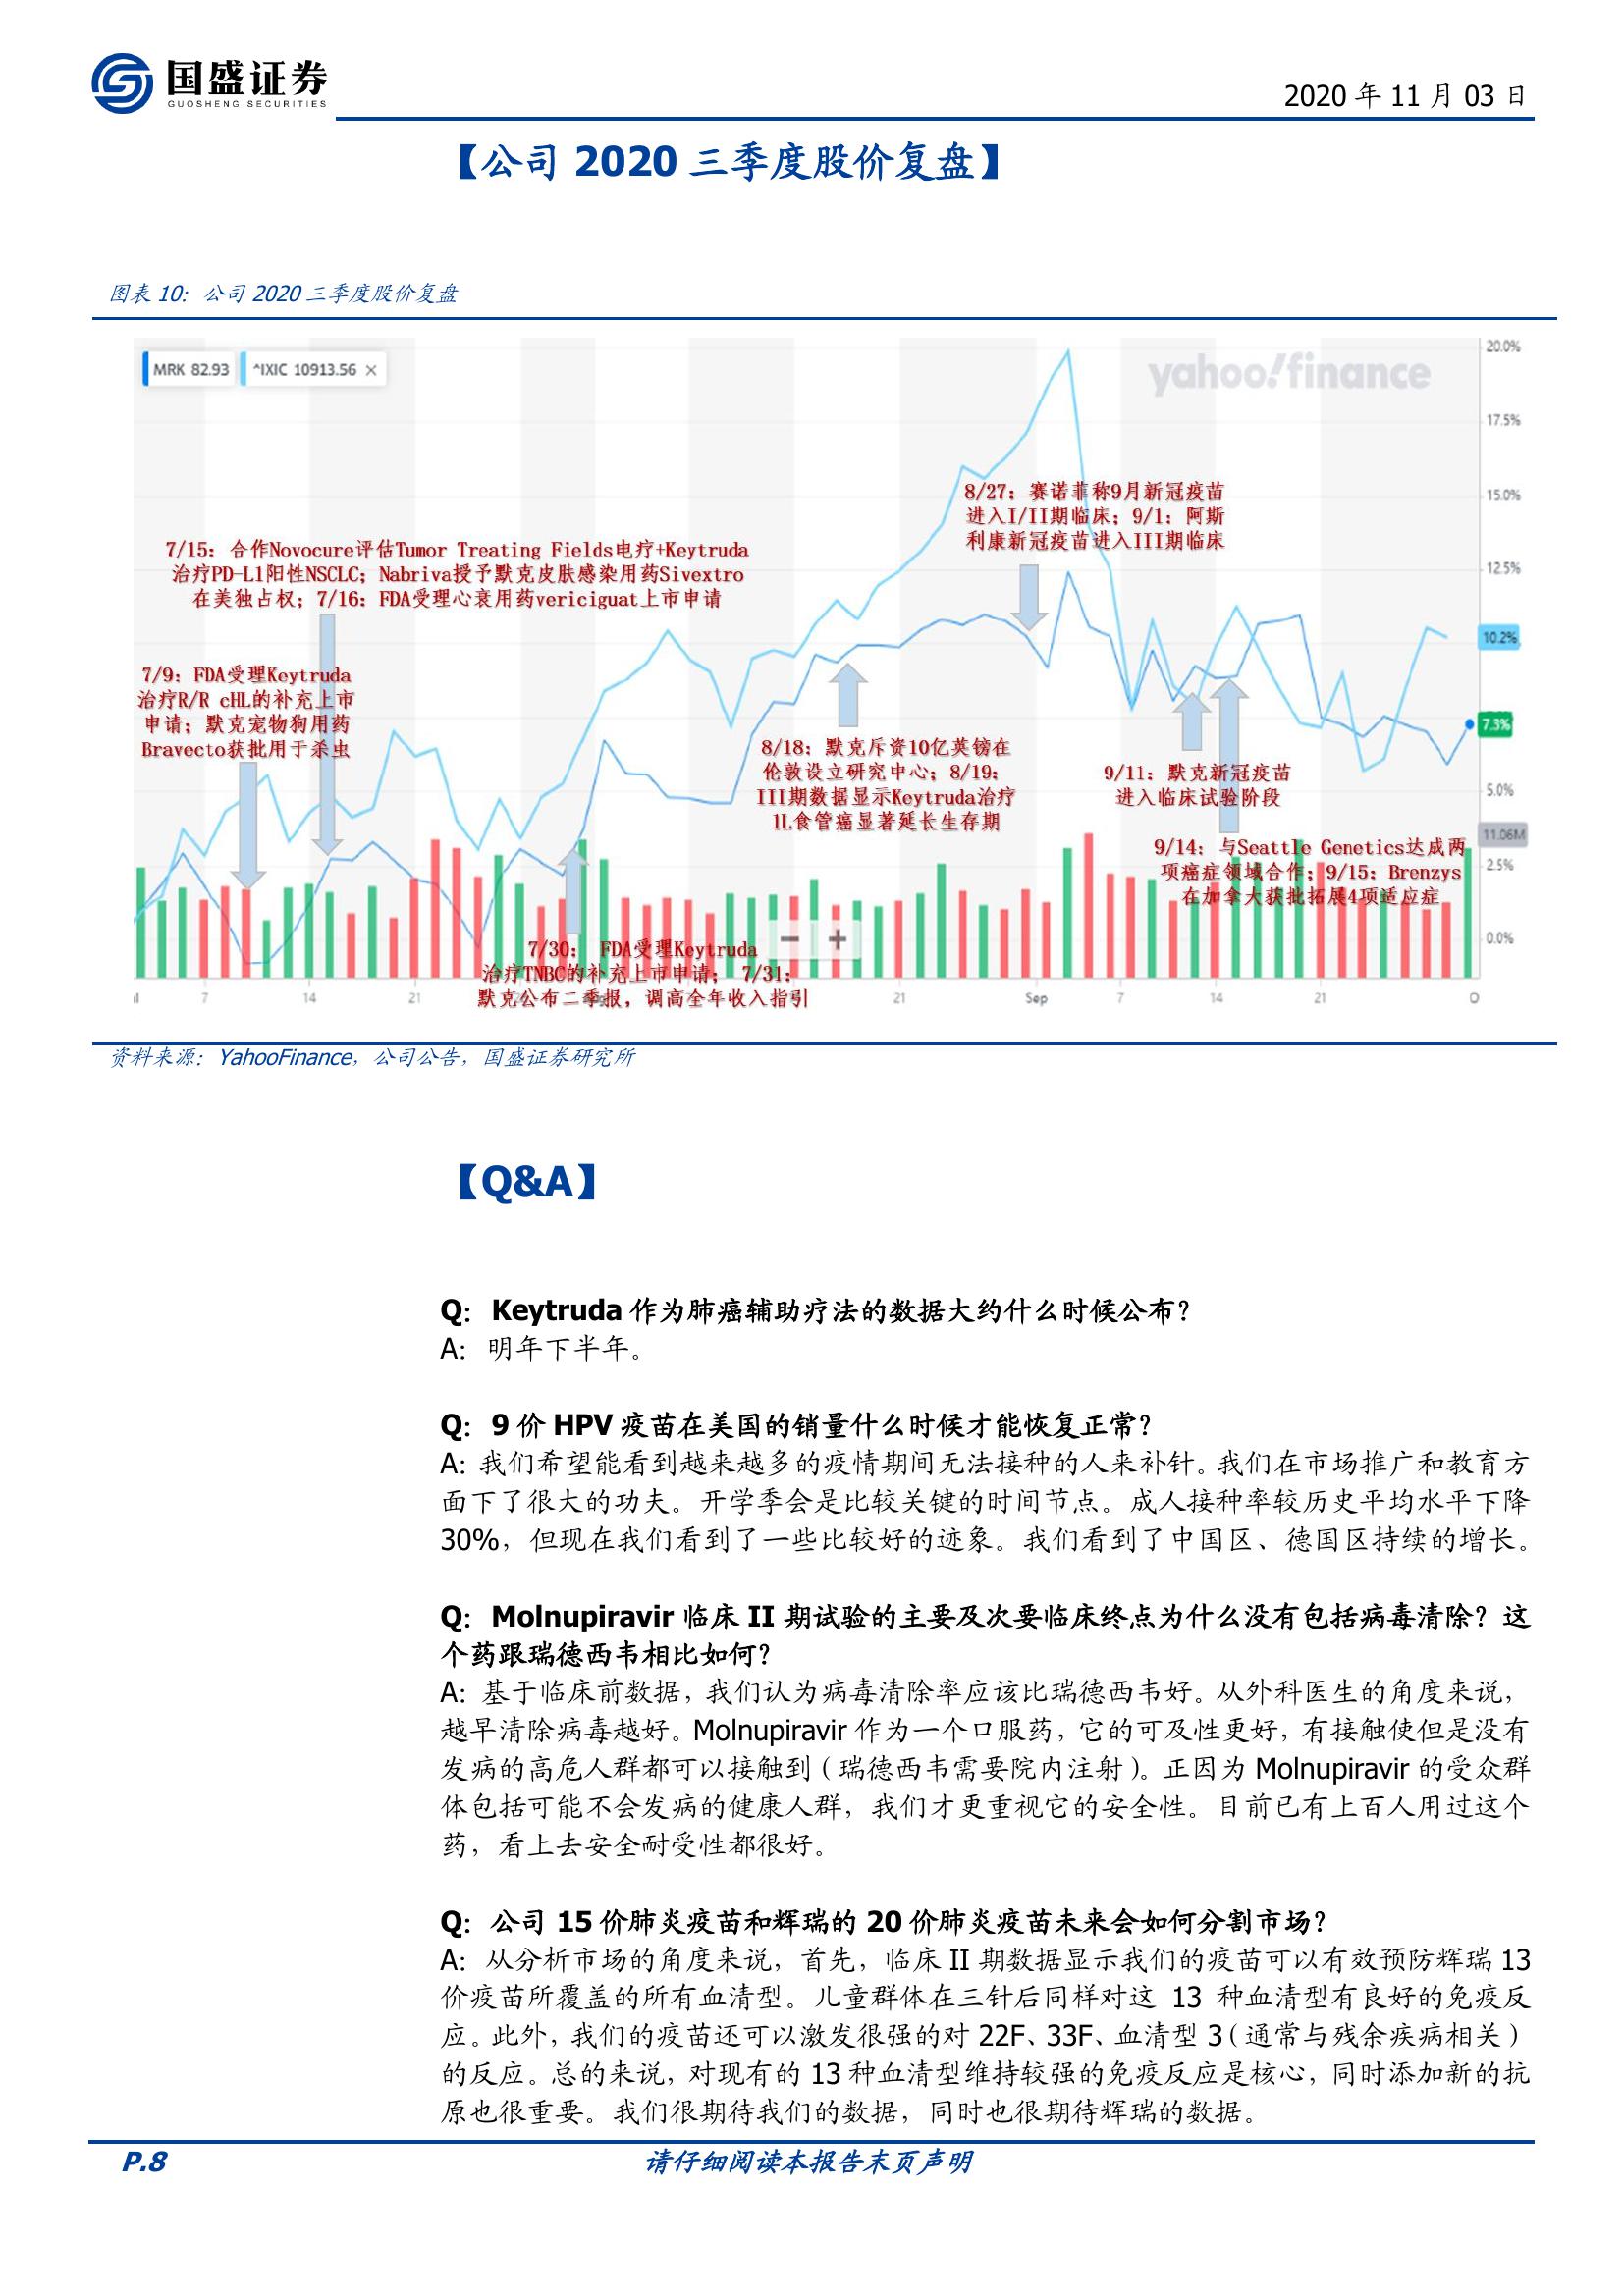 国盛证券
GUOSHENG SECURITIES
2020 年 11 月 03 日
【公司 2020 三季度股价复盘】
图表 10：公司 2020 三季度股价复盘
MRK 82.93
^IXIC 10913.56 ×
yahoo!finance
20.0%
17.5%
15.0%
12.5%
10.2%
7.3%
5.0%
11.06M
2.5%
0.0%
8/27：赛诺菲称9月新冠疫苗
进入I/II期临床；9/1：阿斯
利康新冠疫苗进入III期临床
7/15：合作Novocure评估Tumor Treating Fields电疗+Keytruda
治疗PD-L1阳性NSCLC；Nabriva授予默克皮肤感染用药Sivextro
在美独占权；7/16：FDA受理心衰用药vericiguat上市申请
7/9：FDA受理Keytruda
治疗R/R cHL的补充上市
申请；默克宠物狗用药
Bravecto获批用于杀虫
8/18：默克斥资10亿英镑在
伦敦设立研究中心；8/19：
III期数据显示Keytruda治疗
1L食管癌显著延长生存期
9/11：默克新冠疫苗
进入临床试验阶段
9/14：与Seattle Genetics达成两
项癌症领域合作；9/15：Brenzys
在加拿大获批拓展4项适应症
− +
7/30： FDA受理Keytruda
治疗TNBC的补充上市申请； 7/31：
默克公布二季报，调高全年收入指引
7 14 21 21 Sep 7 14 21 O
资料来源：YahooFinance，公司公告，国盛证券研究所
【Q&A】
Q：Keytruda 作为肺癌辅助疗法的数据大约什么时候公布？
A：明年下半年。
Q：9 价 HPV 疫苗在美国的销量什么时候才能恢复正常？
A：我们希望能看到越来越多的疫情期间无法接种的人来补针。我们在市场推广和教育方
面下了很大的功夫。开学季会是比较关键的时间节点。成人接种率较历史平均水平下降
30%，但现在我们看到了一些比较好的迹象。我们看到了中国区、德国区持续的增长。
Q：Molnupiravir 临床 II 期试验的主要及次要临床终点为什么没有包括病毒清除？这
个药跟瑞德西韦相比如何？
A：基于临床前数据，我们认为病毒清除率应该比瑞德西韦好。从外科医生的角度来说，
越早清除病毒越好。Molnupiravir 作为一个口服药，它的可及性更好，有接触使但是没有
发病的高危人群都可以接触到（瑞德西韦需要院内注射）。正因为 Molnupiravir 的受众群
体包括可能不会发病的健康人群，我们才更重视它的安全性。目前已有上百人用过这个
药，看上去安全耐受性都很好。
Q：公司 15 价肺炎疫苗和辉瑞的 20 价肺炎疫苗未来会如何分割市场？
A：从分析市场的角度来说，首先，临床 II 期数据显示我们的疫苗可以有效预防辉瑞 13
价疫苗所覆盖的所有血清型。儿童群体在三针后同样对这 13 种血清型有良好的免疫反
应。此外，我们的疫苗还可以激发很强的对 22F、33F、血清型 3（通常与残余疾病相关）
的反应。总的来说，对现有的 13 种血清型维持较强的免疫反应是核心，同时添加新的抗
原也很重要。我们很期待我们的数据，同时也很期待辉瑞的数据。
P.8
请仔细阅读本报告末页声明